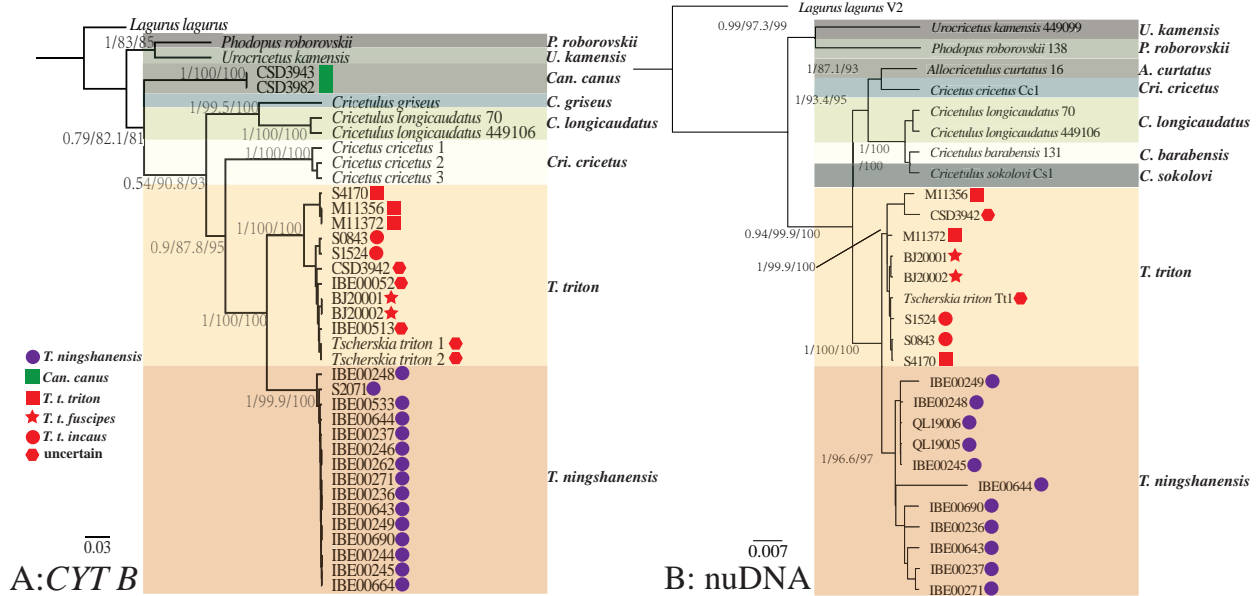 Lagurus lagurus
1/83/85
Phodopus roborovskii
P. roborovskii
Urocricetus kamensis
U. kamensis
1/100/100
CSD3943
CSD3982
Can. canus
1/99.5/100
Cricetulus griseus
C. griseus
Cricetulus longicaudatus 70
1/100/100
Cricetulus longicaudatus 449106
C. longicaudatus
0.79/82.1/81
Cricetus cricetus 1
1/100/100
Cricetus cricetus 2
Cricetus cricetus 3
Cri. cricetus
0.54/90.8/93
S4170
M11356
M11372
1/100/100
S0843
S1524
0.9/87.8/95
CSD3942
IBE00052
BJ20001
BJ20002
IBE00513
Tscherskia triton 1
Tscherskia triton 2
T. triton
1/100/100
IBE00248
S2071
1/99.9/100
IBE00533
IBE00644
IBE00237
IBE00246
IBE00262
IBE00271
IBE00236
IBE00643
IBE00249
IBE00690
IBE00244
IBE00245
IBE00664
T. ningshanensis
T. ningshanensis
Can. canus
T. t. triton
T. t. fuscipes
T. t. incaus
uncertain
0.03
A:CYT B
Lagurus lagurus V2
0.99/97.3/99
Urocricetus kamensis 449099
U. kamensis
Phodopus roborovskii 138
P. roborovskii
1/87.1/93
Allocricetulus curtatus 16
A. curtatus
Cricetus cricetus Cc1
Cri. cricetus
1/93.4/95
Cricetulus longicaudatus 70
Cricetulus longicaudatus 449106
C. longicaudatus
1/100
/100
Cricetulus barabensis 131
C. barabensis
Cricetulus sokolovi Cs1
C. sokolovi
M11356
CSD3942
0.94/99.9/100
M11372
BJ20001
1/99.9/100
BJ20002
Tscherskia triton Tt1
S1524
S0843
S4170
T. triton
1/100/100
IBE00249
IBE00248
QL19006
QL19005
IBE00245
1/96.6/97
IBE00644
IBE00690
IBE00236
IBE00643
IBE00237
IBE00271
T. ningshanensis
0.007
B: nuDNA